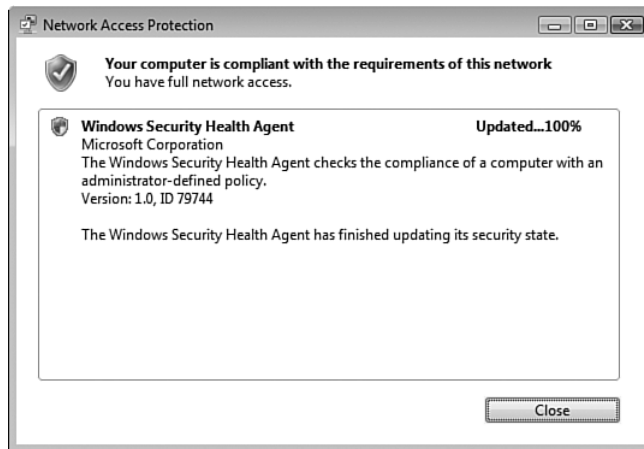 Network Access Protection
Your computer is compliant with the requirements of this network
You have full network access.
Windows Security Health Agent Updated...100%
Microsoft Corporation
The Windows Security Health Agent checks the compliance of a computer with an
administrator-defined policy.
Version: 1.0, ID 79744
The Windows Security Health Agent has finished updating its security state.
Close